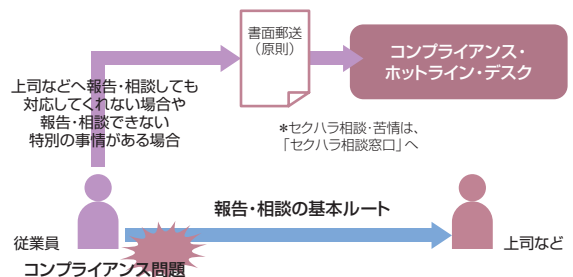 書面郵送
（原則）
コンプライアンス・
ホットライン・デスク
上司などへ報告・相談しても
対応してくれない場合や
報告・相談できない
特別の事情がある場合
＊セクハラ相談・苦情は、
「セクハラ相談窓口」へ
報告・相談の基本ルート
従業員
上司など
コンプライアンス問題